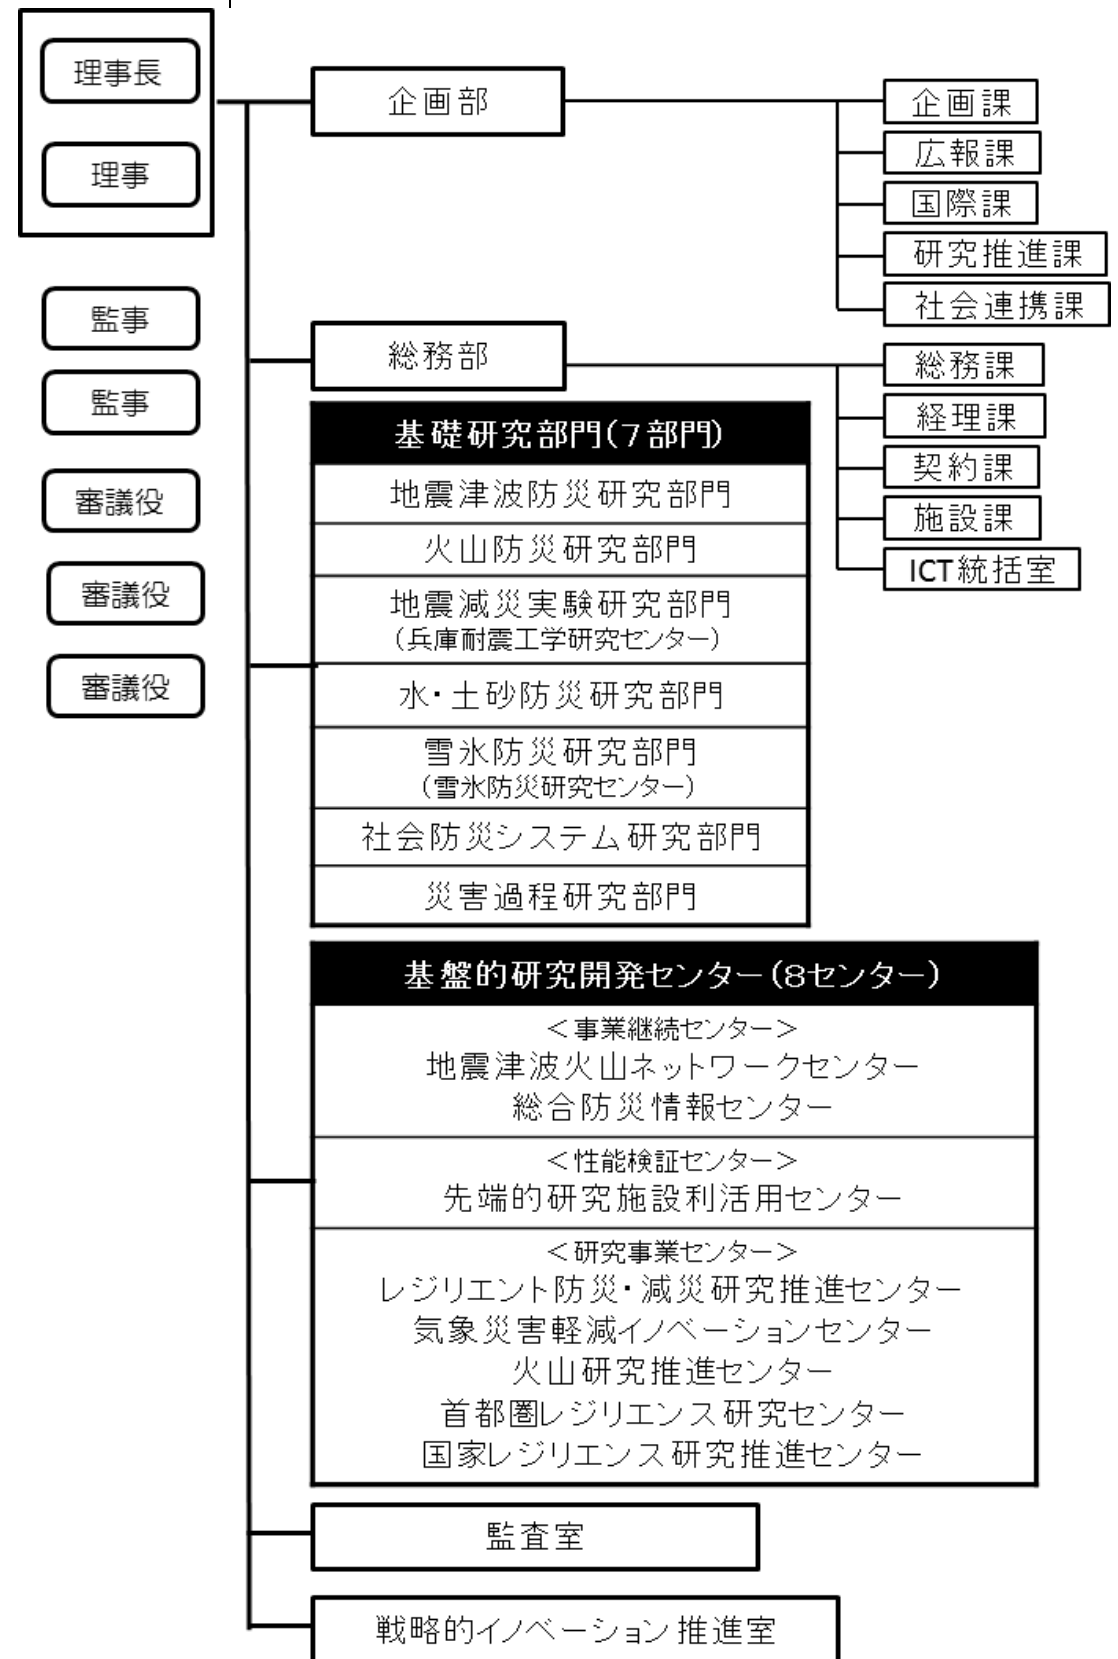 理事長
理事
監事
監事
審議役
審議役
審議役
企画部
企画課
広報課
国際課
研究推進課
社会連携課
総務部
総務課
経理課
契約課
施設課
ICT統括室
基礎研究部門(7部門)
地震津波防災研究部門
火山防災研究部門
地震減災実験研究部門
(兵庫耐震工学研究センター)
水・土砂防災研究部門
雪氷防災研究部門
(雪氷防災研究センター)
社会防災システム研究部門
災害過程研究部門
基盤的研究開発センター(8センター)
<事業継続センター>
地震津波火山ネットワークセンター
総合防災情報センター
<性能検証センター>
先端的研究施設利活用センター
<研究事業センター>
レジリエント防災・減災研究推進センター
気象災害軽減イノベーションセンター
火山研究推進センター
首都圏レジリエンス研究センター
国家レジリエンス研究推進センター
監査室
戦略的イノベーション推進室